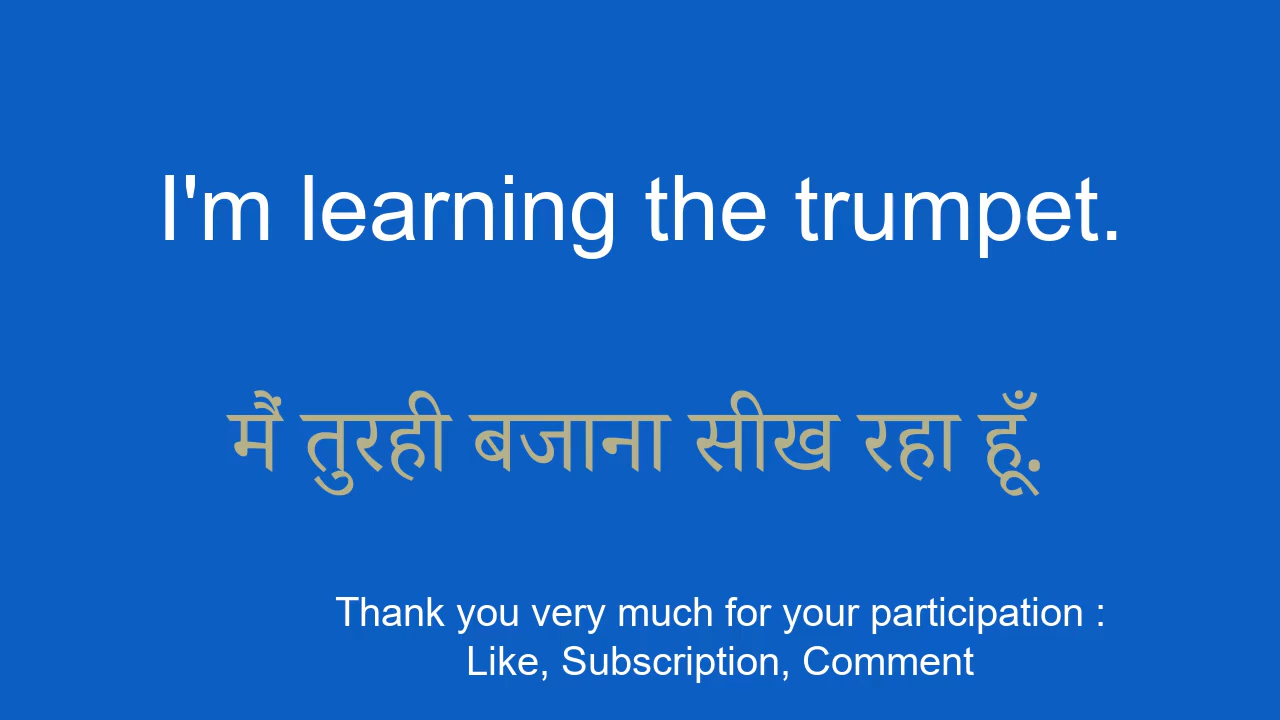 I'm learning the trumpet.
मैं तुरही बजाना सीख रहा हूँ.
Thank you very much for your participation :
Like, Subscription, Comment